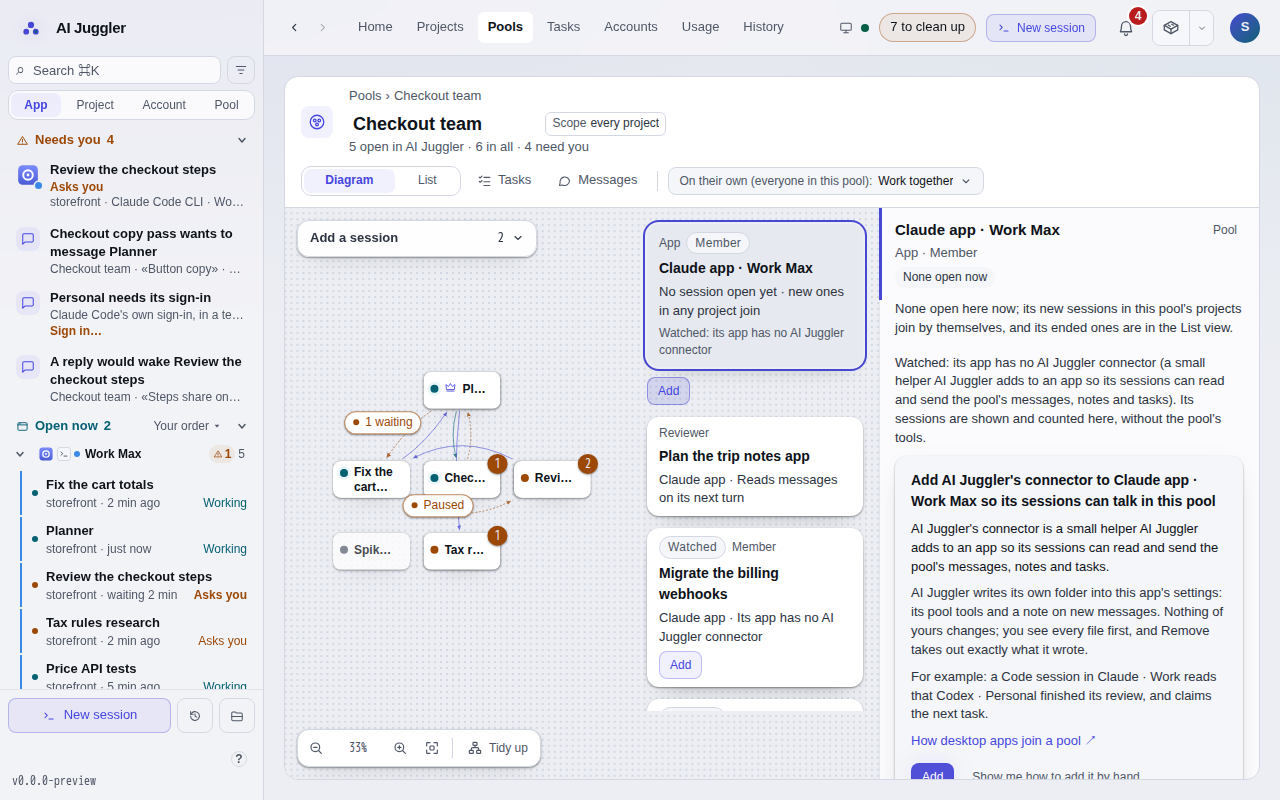 AI Juggler
Search ⌘K
App Project Account Pool
Needs you 4
Review the checkout steps
Asks you
storefront · Claude Code CLI · Wo…
Checkout copy pass wants to
message Planner
Checkout team · «Button copy» · …
Personal needs its sign-in
Claude Code's own sign-in, in a te…
Sign in…
A reply would wake Review the
checkout steps
Checkout team · «Steps share on…
Open now 2 Your order
Work Max 1 5
Fix the cart totals
storefront · 2 min ago Working
Planner
storefront · just now Working
Review the checkout steps
storefront · waiting 2 min Asks you
Tax rules research
storefront · 2 min ago Asks you
Price API tests
storefront · 5 min ago Working
New session
?
v0.0.0-preview
Home Projects Pools Tasks Accounts Usage History
7 to clean up
New session
4
S
Pools › Checkout team
Checkout team
Scope every project
5 open in AI Juggler · 6 in all · 4 need you
Diagram List Tasks Messages
On their own (everyone in this pool): Work together
Add a session 2
Pl…
1 waiting
Fix the
cart…
Chec…
1
Revi…
2
Paused
Spik…
Tax r…
1
33%
Tidy up
App Member
Claude app · Work Max
No session open yet · new ones
in any project join
Watched: its app has no AI Juggler
connector
Add
Reviewer
Plan the trip notes app
Claude app · Reads messages
on its next turn
Watched Member
Migrate the billing
webhooks
Claude app · Its app has no AI
Juggler connector
Add
Claude app · Work Max Pool
App · Member
None open now
None open here now; its new sessions in this pool's projects
join by themselves, and its ended ones are in the List view.
Watched: its app has no AI Juggler connector (a small
helper AI Juggler adds to an app so its sessions can read
and send the pool's messages, notes and tasks). Its
sessions are shown and counted here, without the pool's
tools.
Add AI Juggler's connector to Claude app ·
Work Max so its sessions can talk in this pool
AI Juggler's connector is a small helper AI Juggler
adds to an app so its sessions can read and send the
pool's messages, notes and tasks.
AI Juggler writes its own folder into this app's settings:
its pool tools and a note on new messages. Nothing of
yours changes; you see every file first, and Remove
takes out exactly what it wrote.
For example: a Code session in Claude · Work reads
that Codex · Personal finished its review, and claims
the next task.
How desktop apps join a pool ↗
Add Show me how to add it by hand